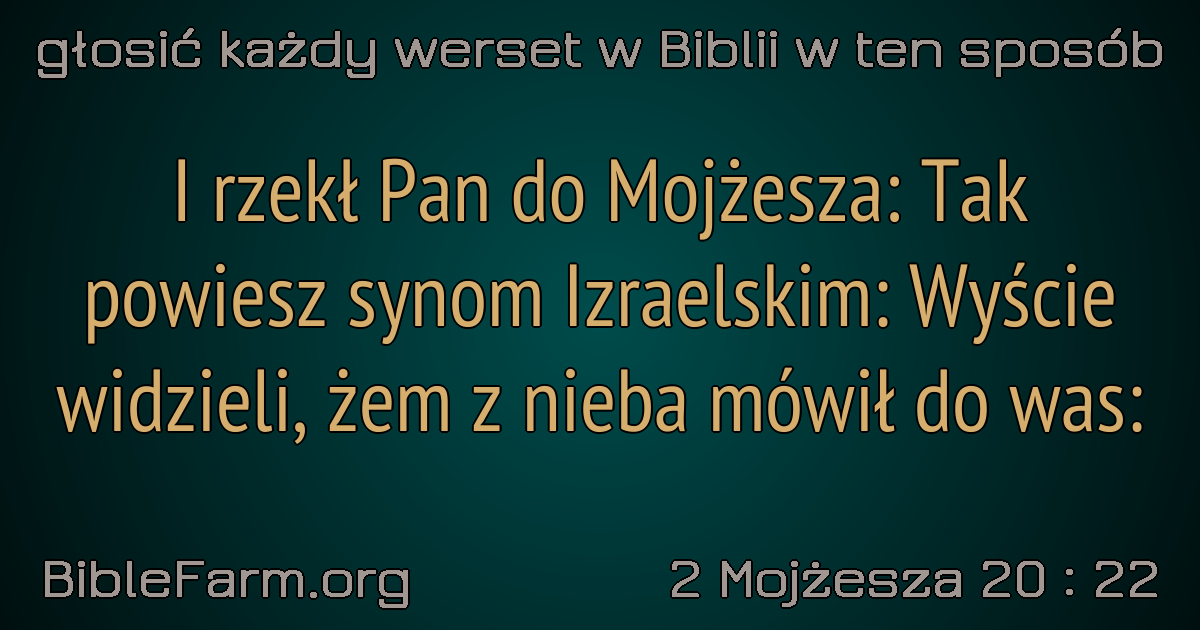 głosić każdy werset w Biblii w ten sposób
I rzekł Pan do Mojżesza: Tak
powiesz synom Izraelskim: Wyście
widzieli, żem z nieba mówił do was:
BibleFarm.org
2 Mojżesza 20 : 22